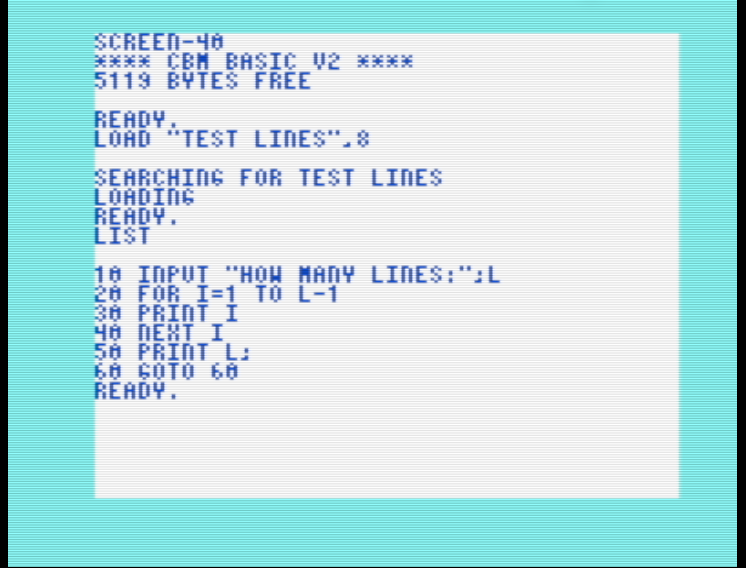 SCREEN-40
**** CBM BASIC V2 ****
5119 BYTES FREE
READY.
LOAD "TEST LINES",8
SEARCHING FOR TEST LINES
LOADING
READY.
LIST
10 INPUT "HOW MANY LINES:";L
20 FOR I=1 TO L-1
30 PRINT I
40 NEXT I
50 PRINT L;
60 GOTO 60
READY.